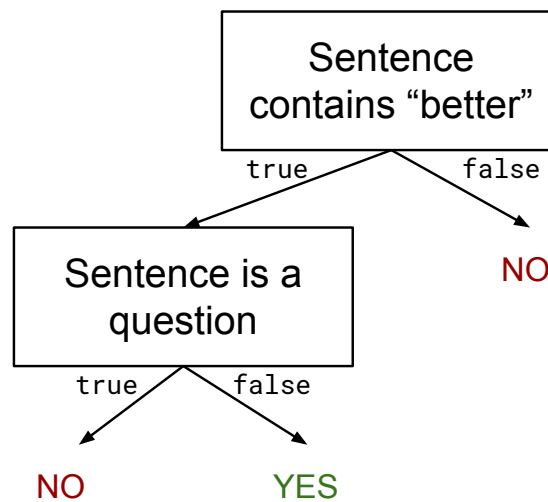 Sentence
contains “better”
true
false
Sentence is a
question
NO
true
false
NO
YES